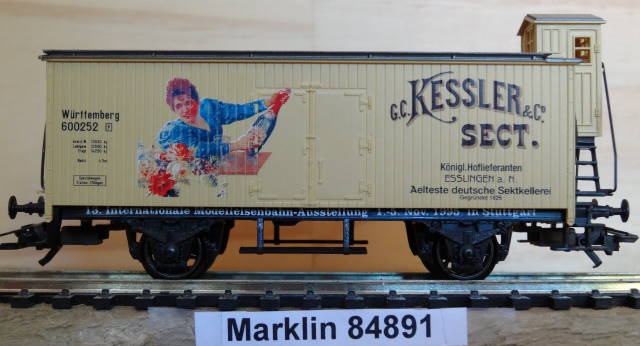 Württemberg
600252 P
G.C. KESSLER & Co
SECT.
Königl. Hoflieferanten
ESSLINGEN a. N.
Aelteste deutsche Sektkellerei
Gegründet 1826
13. Internationale Modelleisenbahn-Ausstellung 1.-5. Nov. 1995 in Stuttgart
Marklin 84891